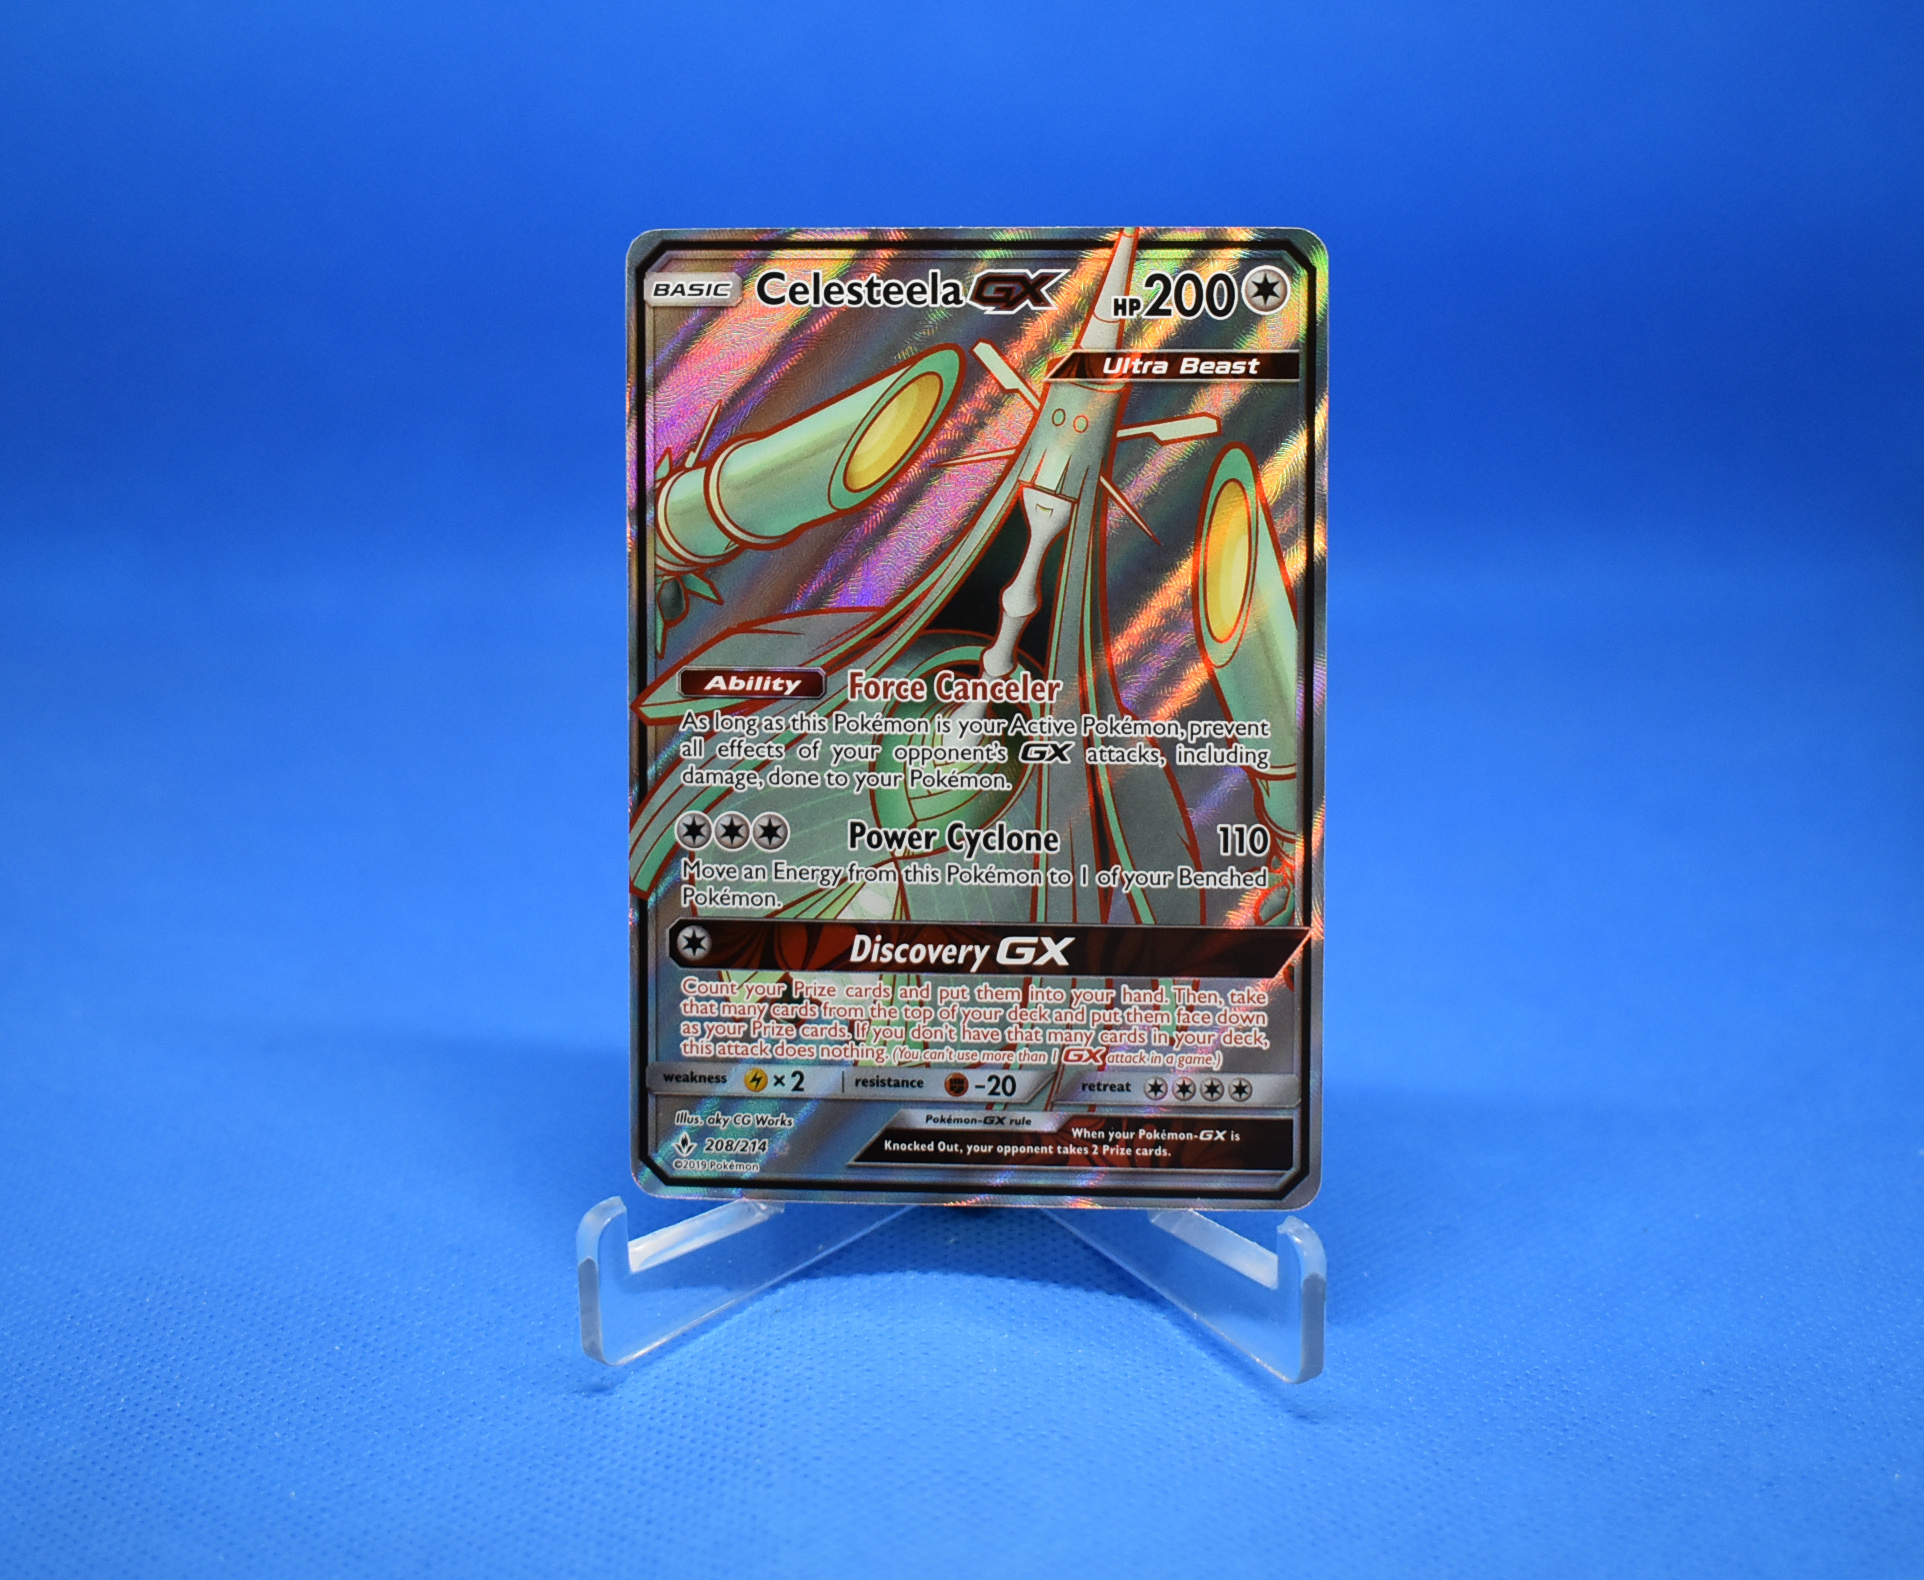 BASIC Celesteela GX HP 200
Ultra Beast
Ability Force Canceler
As long as this Pokémon is your Active Pokémon, prevent
all effects of your opponent's GX attacks, including
damage, done to your Pokémon.
Power Cyclone 110
Move an Energy from this Pokémon to 1 of your Benched
Pokémon.
Discovery GX
Count your Prize cards and put them into your hand. Then, take
that many cards from the top of your deck and put them face down
as your Prize cards. If you don't have that many cards in your deck,
this attack does nothing. (You can't use more than 1 GX attack in a game.)
weakness ×2 resistance -20 retreat
Illus. aky CG Works
Pokémon-GX rule
When your Pokémon-GX is
Knocked Out, your opponent takes 2 Prize cards.
208/214
©2019 Pokémon